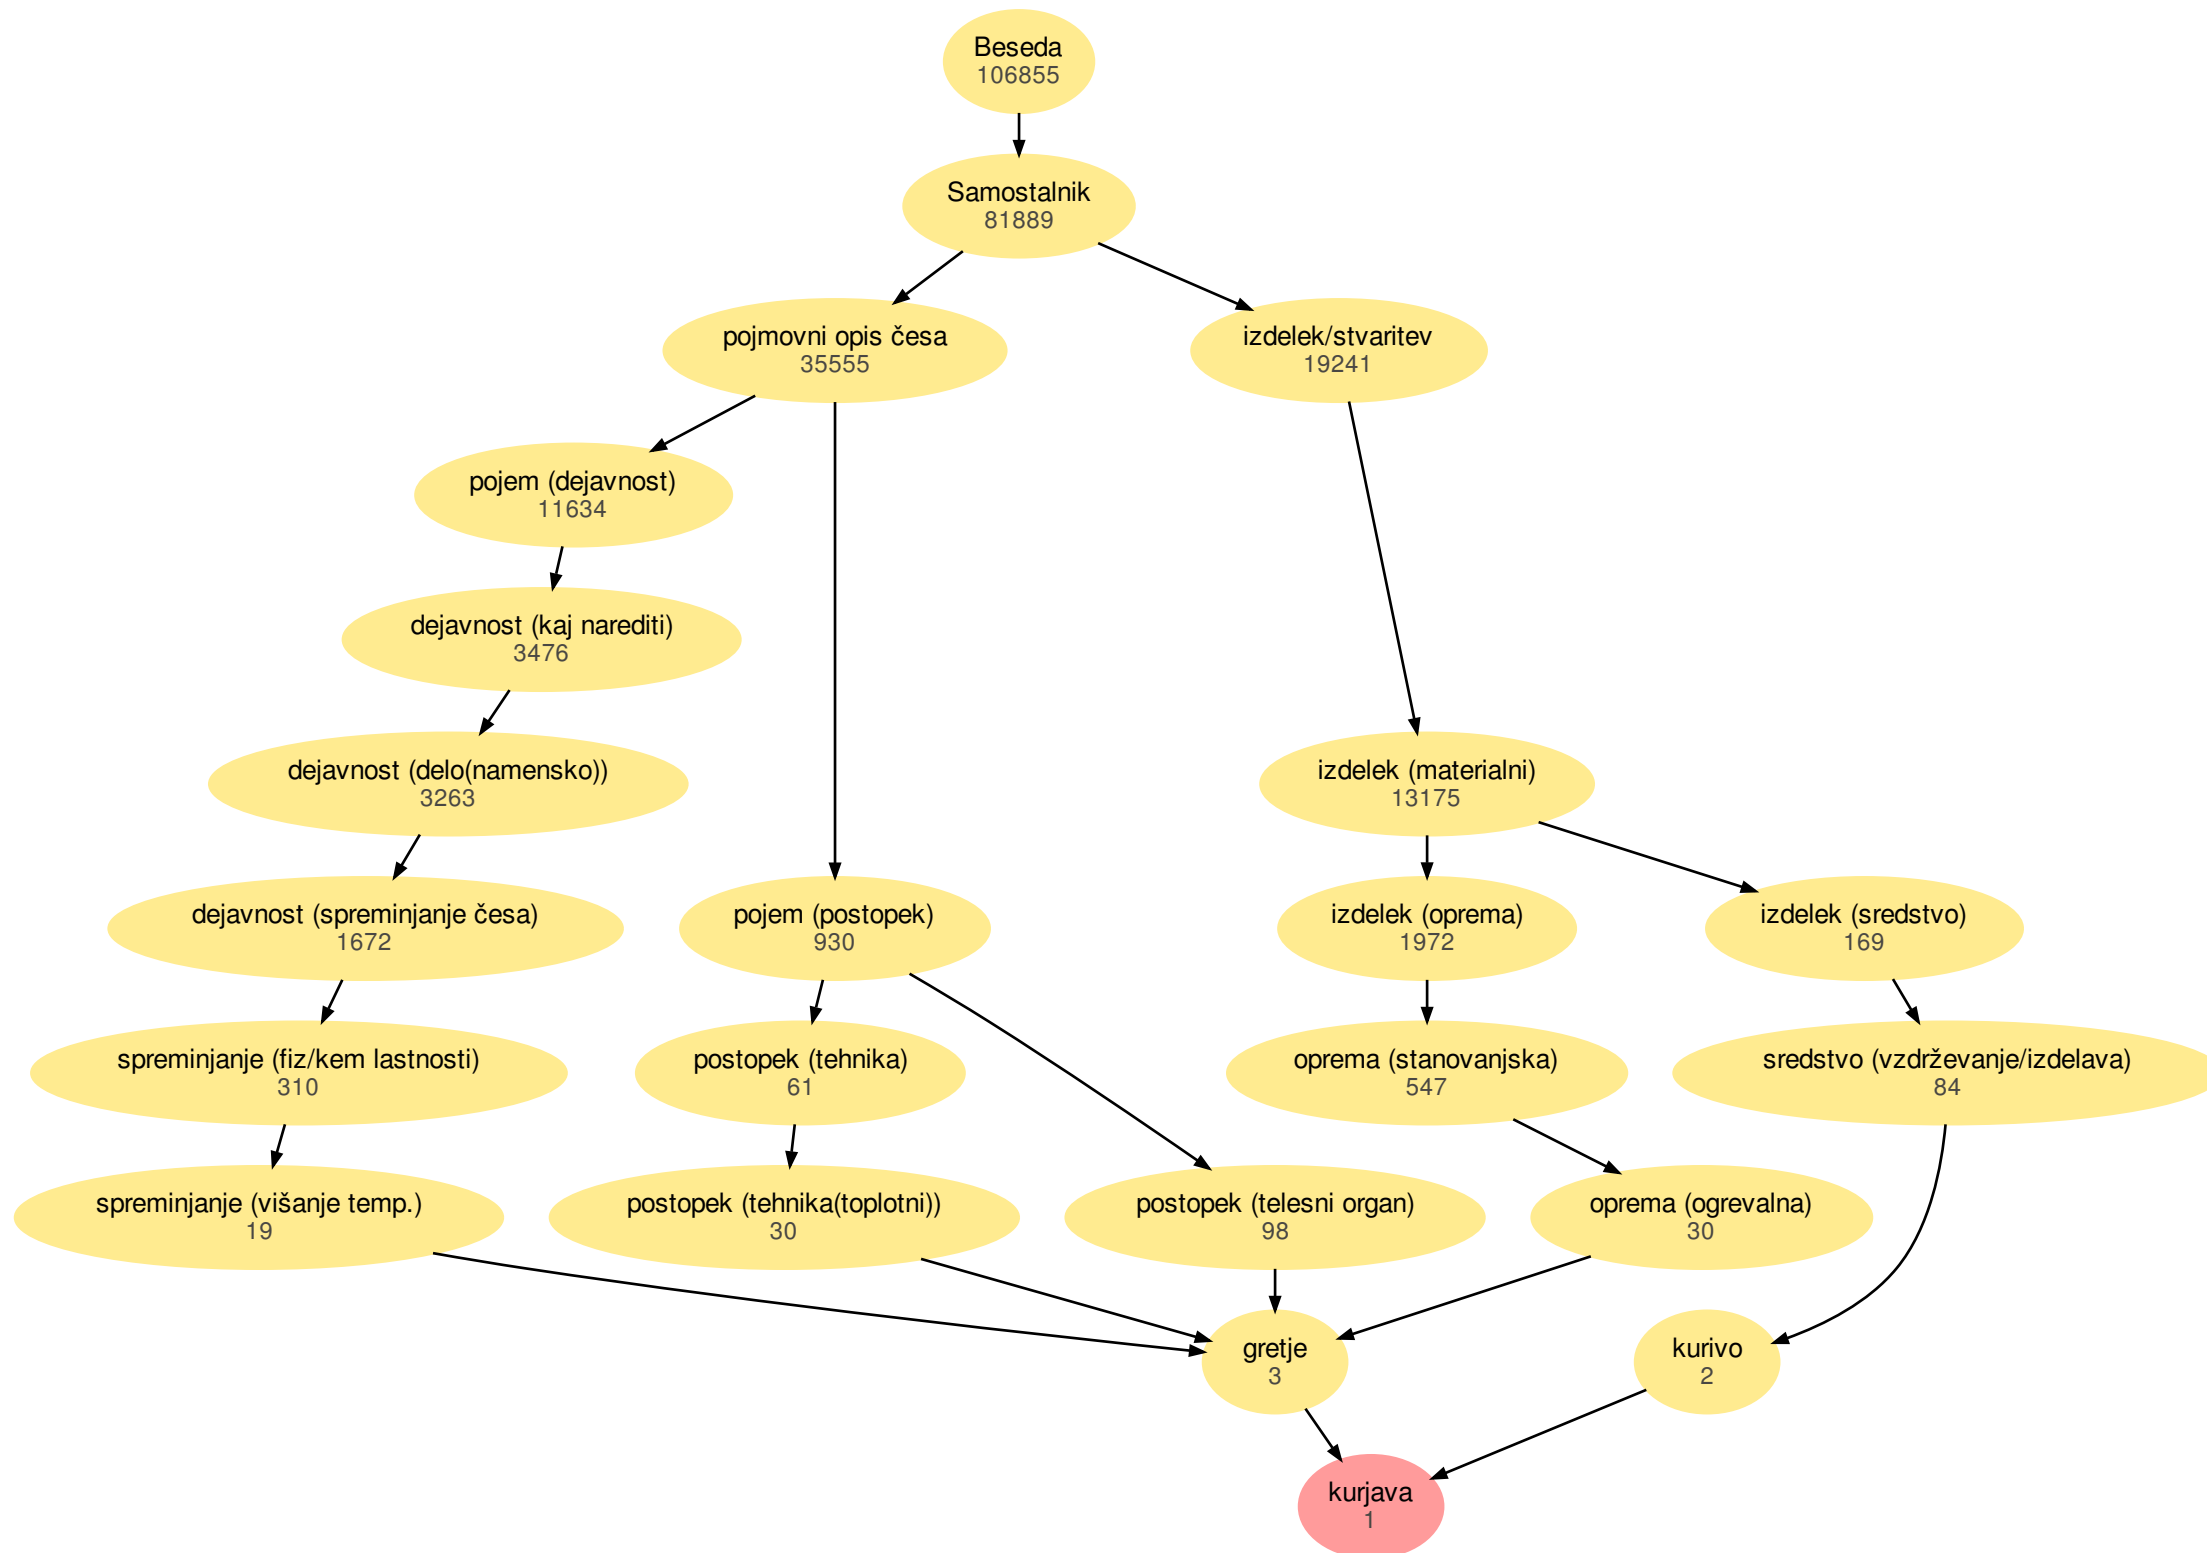 Beseda
106855
Samostalnik
81889
pojmovni opis česa
35555
izdelek/stvaritev
19241
pojem (dejavnost)
11634
dejavnost (kaj narediti)
3476
dejavnost (delo(namensko))
3263
izdelek (materialni)
13175
dejavnost (spreminjanje česa)
1672
pojem (postopek)
930
izdelek (oprema)
1972
izdelek (sredstvo)
169
spreminjanje (fiz/kem lastnosti)
310
postopek (tehnika)
61
oprema (stanovanjska)
547
sredstvo (vzdrževanje/izdelava)
84
spreminjanje (višanje temp.)
19
postopek (tehnika(toplotni))
30
postopek (telesni organ)
98
oprema (ogrevalna)
30
gretje
3
kurivo
2
kurjava
1